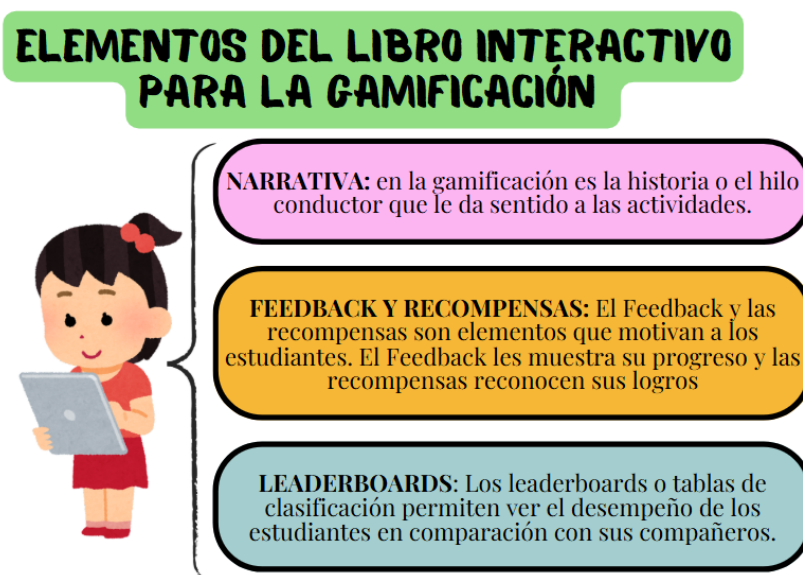 ELEMENTOS DEL LIBRO INTERACTIVO
PARA LA GAMIFICACIÓN
NARRATIVA: en la gamificación es la historia o el hilo
conductor que le da sentido a las actividades.
FEEDBACK Y RECOMPENSAS: El Feedback y las
recompensas son elementos que motivan a los
estudiantes. El Feedback les muestra su progreso y las
recompensas reconocen sus logros
LEADERBOARDS: Los leaderboards o tablas de
clasificación permiten ver el desempeño de los
estudiantes en comparación con sus compañeros.